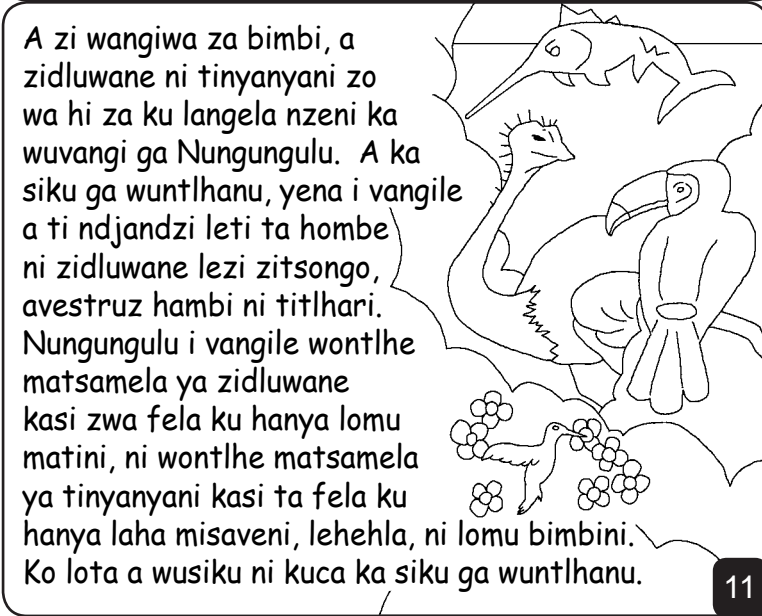 A zi wangiwa za bimbi, a
zidluwane ni tinyanyani zo
wa hi za ku langela nzeni ka
wuvangi ga Nungungulu.  A ka
siku ga wuntlhanu, yena i vangile
a ti ndjandzi leti ta hombe
ni zidluwane lezi zitsongo,
avestruz hambi ni titlhari.
Nungungulu i vangile wontlhe
matsamela ya zidluwane
kasi zwa fela ku hanya lomu
matini, ni wontlhe matsamela
ya tinyanyani kasi ta fela ku
hanya laha misaveni, lehehla, ni lomu bimbini.
Ko lota a wusiku ni kuca ka siku ga wuntlhanu.
11